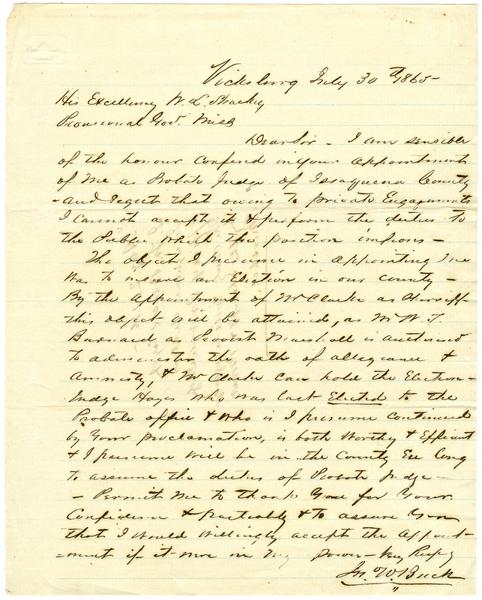 Vicksburg July 30th 1865-
His Excellency W. L. Sharkey
Provisional Gov. Miss
Dear Sir - I am sensible
of the honour confered in your appointment
of me as Probate Judge of Issaquena County
- and regret that owing to private Engagements
I cannot accept it & perform the duties to
the Public which the position imposes -
The object I presume in appointing me
was to insure an Election in our county -
By the appointment of Mr Clarke as Sheriff
this object will be attained, as Mr W. T.
Barnard as Provost Marshall is authorised
to administer the oath of allegiance &
Amnesty, & Mr Clarke can hold the Election -
Judge Hayes who was last Elected to the
Probate office & who is I presume continued
by your proclamation, is both worthy & Efficient
& I presume will be in the county Ere long
to assume the duties of Probate Judge -
- Permit me to thank you for your
Confidence & & to assure you
that I would willingly accept the appoint-
=ment if it were in my power - Very Respy
Jn. W Buck